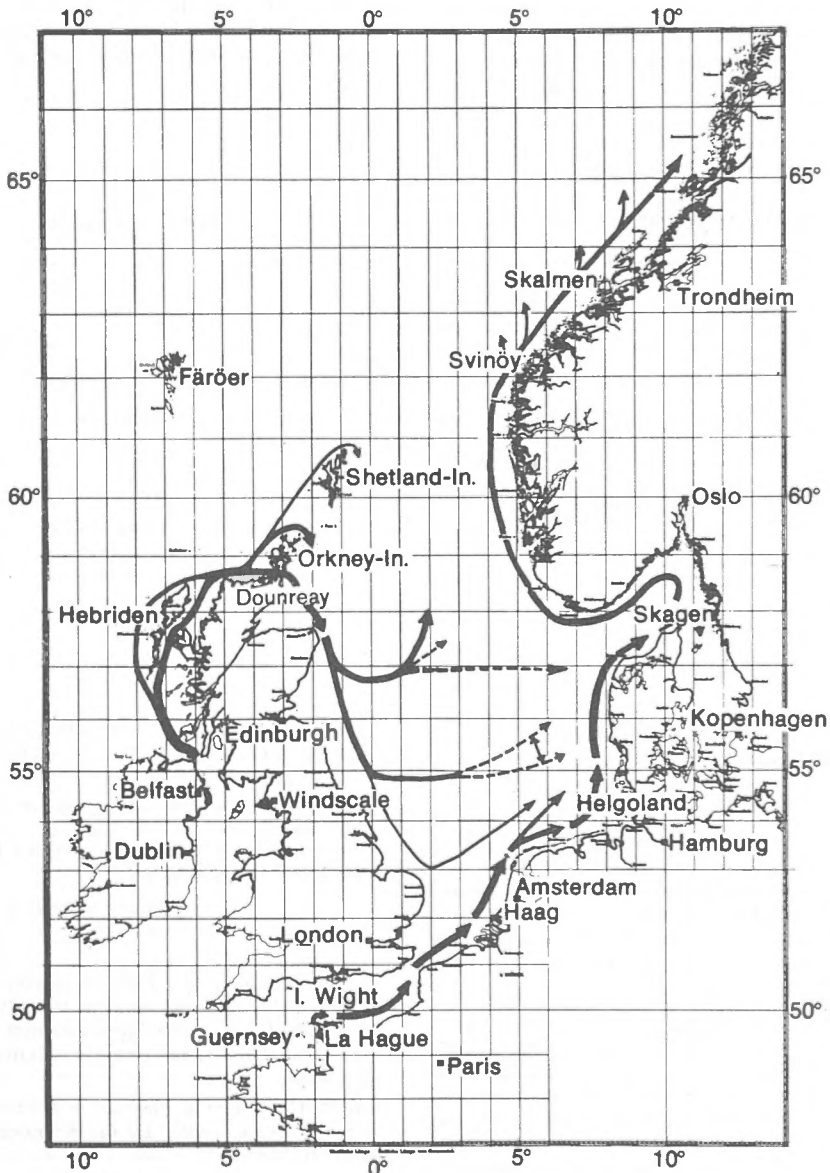 10° 5° 0° 5° 10°
65° 65°
Skalmen
Trondheim
Svinöy
Färöer
Shetland-In.
60° Oslo 60°
Orkney-In.
Dounreay
Hebriden Skagen
Edinburgh Kopenhagen
55° 55°
Belfast Windscale Helgoland
Dublin Hamburg
Amsterdam
Haag
London
I. Wight
50° 50°
Guernsey La Hague
Paris
10° 5° 0° 5° 10°